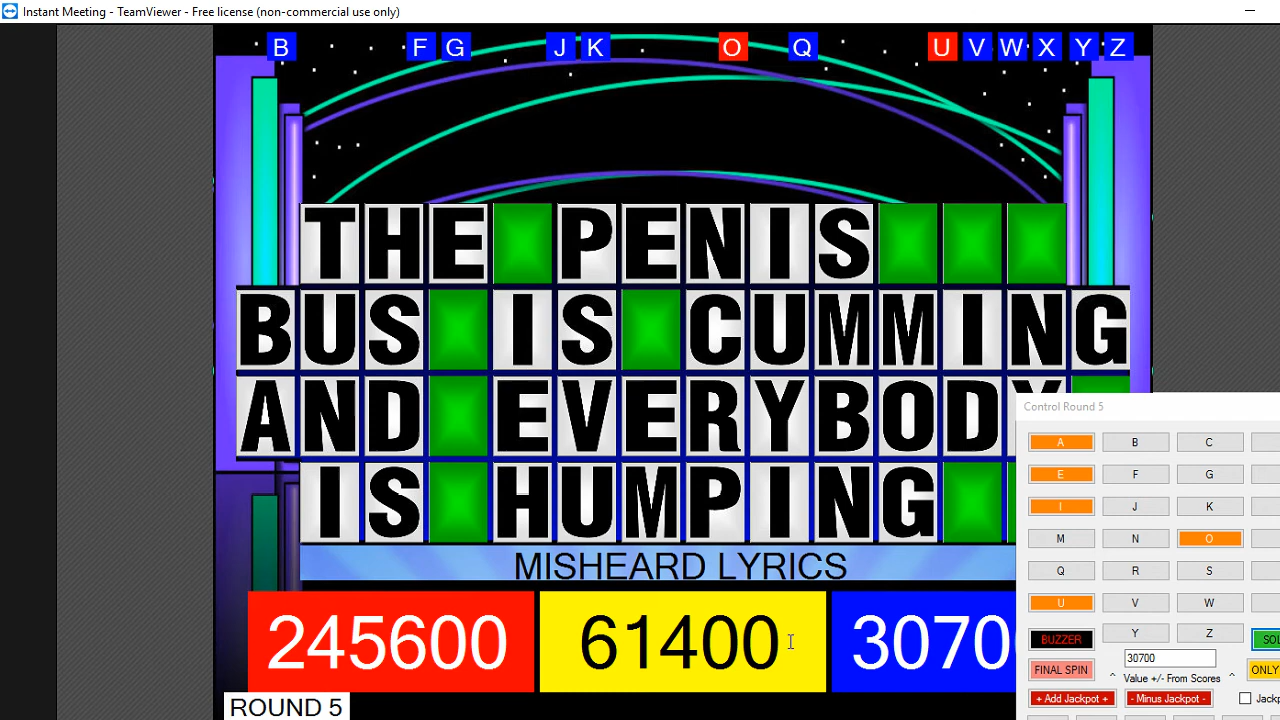 Instant Meeting - TeamViewer - Free license (non-commercial use only)
B F G J K O Q U V W X Y Z
THE PENIS
BUS IS CUMMING
AND EVERYBODY
IS HUMPING
MISHEARD LYRICS
245600 61400 30700
ROUND 5
Control Round 5
A B C
E F G
I J K
M N O
Q R S
U V W
BUZZER Y Z
FINAL SPIN 30700 ONLY
^ Value +/- From Scores ^
+ Add Jackpot + - Minus Jackpot -